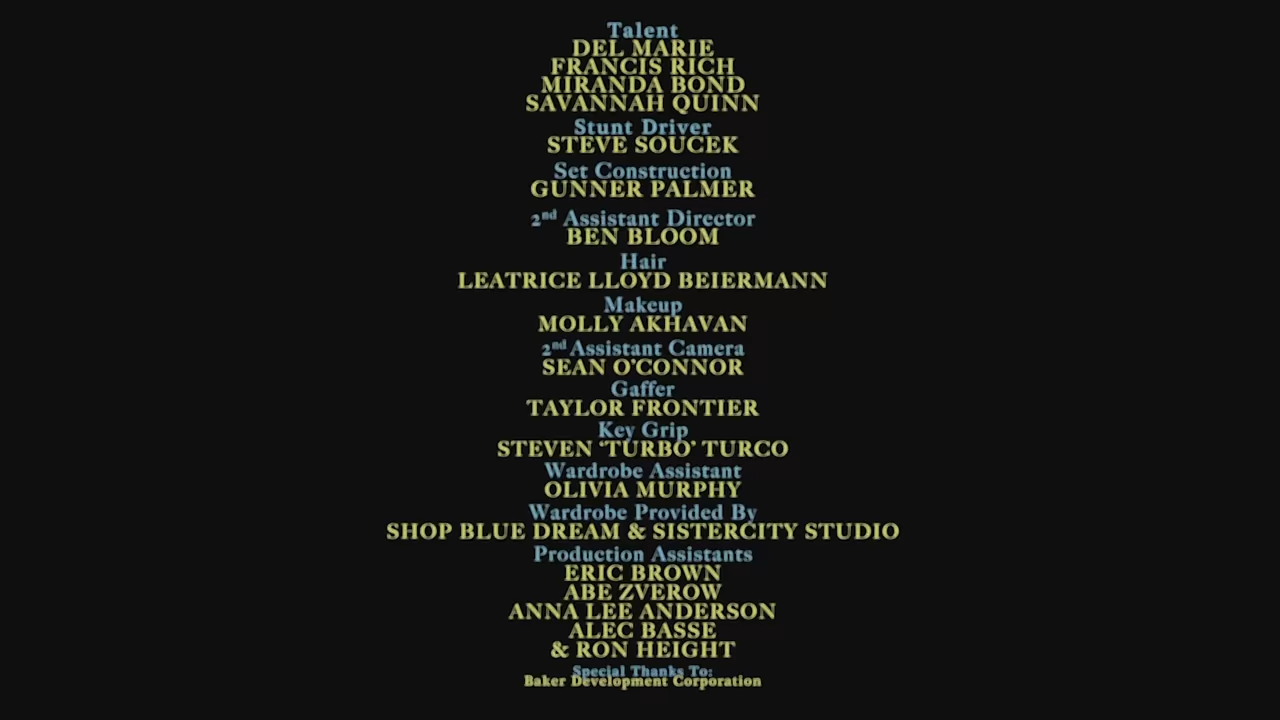 Talent
DEL MARIE
FRANCIS RICH
MIRANDA BOND
SAVANNAH QUINN
Stunt Driver
STEVE SOUCEK
Set Construction
GUNNER PALMER
2nd Assistant Director
BEN BLOOM
Hair
LEATRICE LLOYD BEIERMANN
Makeup
MOLLY AKHAVAN
2nd Assistant Camera
SEAN O'CONNOR
Gaffer
TAYLOR FRONTIER
Key Grip
STEVEN ‘TURBO’ TURCO
Wardrobe Assistant
OLIVIA MURPHY
Wardrobe Provided By
SHOP BLUE DREAM & SISTERCITY STUDIO
Production Assistants
ERIC BROWN
ABE ZVEROW
ANNA LEE ANDERSON
ALEC BASSE
& RON HEIGHT
Special Thanks To:
Baker Development Corporation